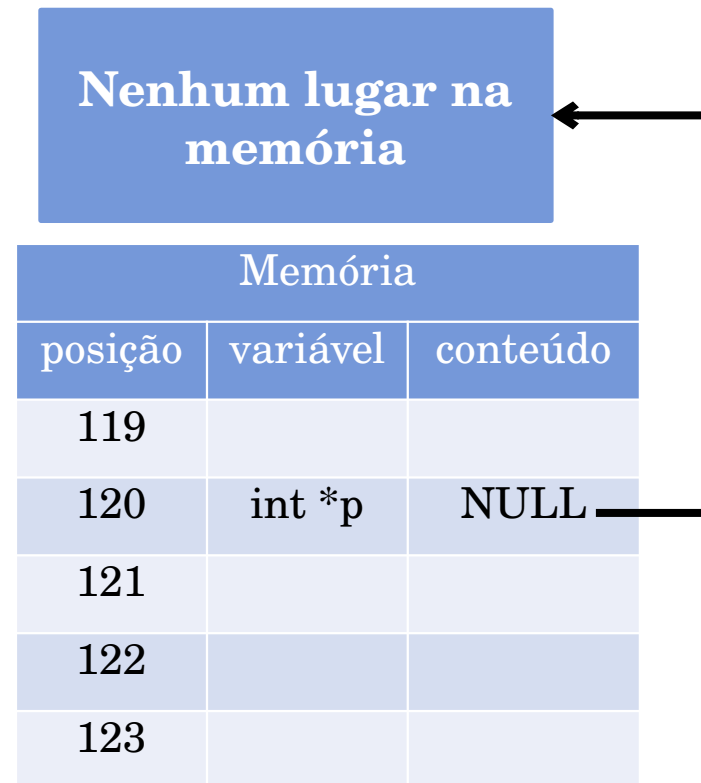 Nenhum lugar na
memória
Memória
posição variável conteúdo
119
120 int *p NULL
121
122
123